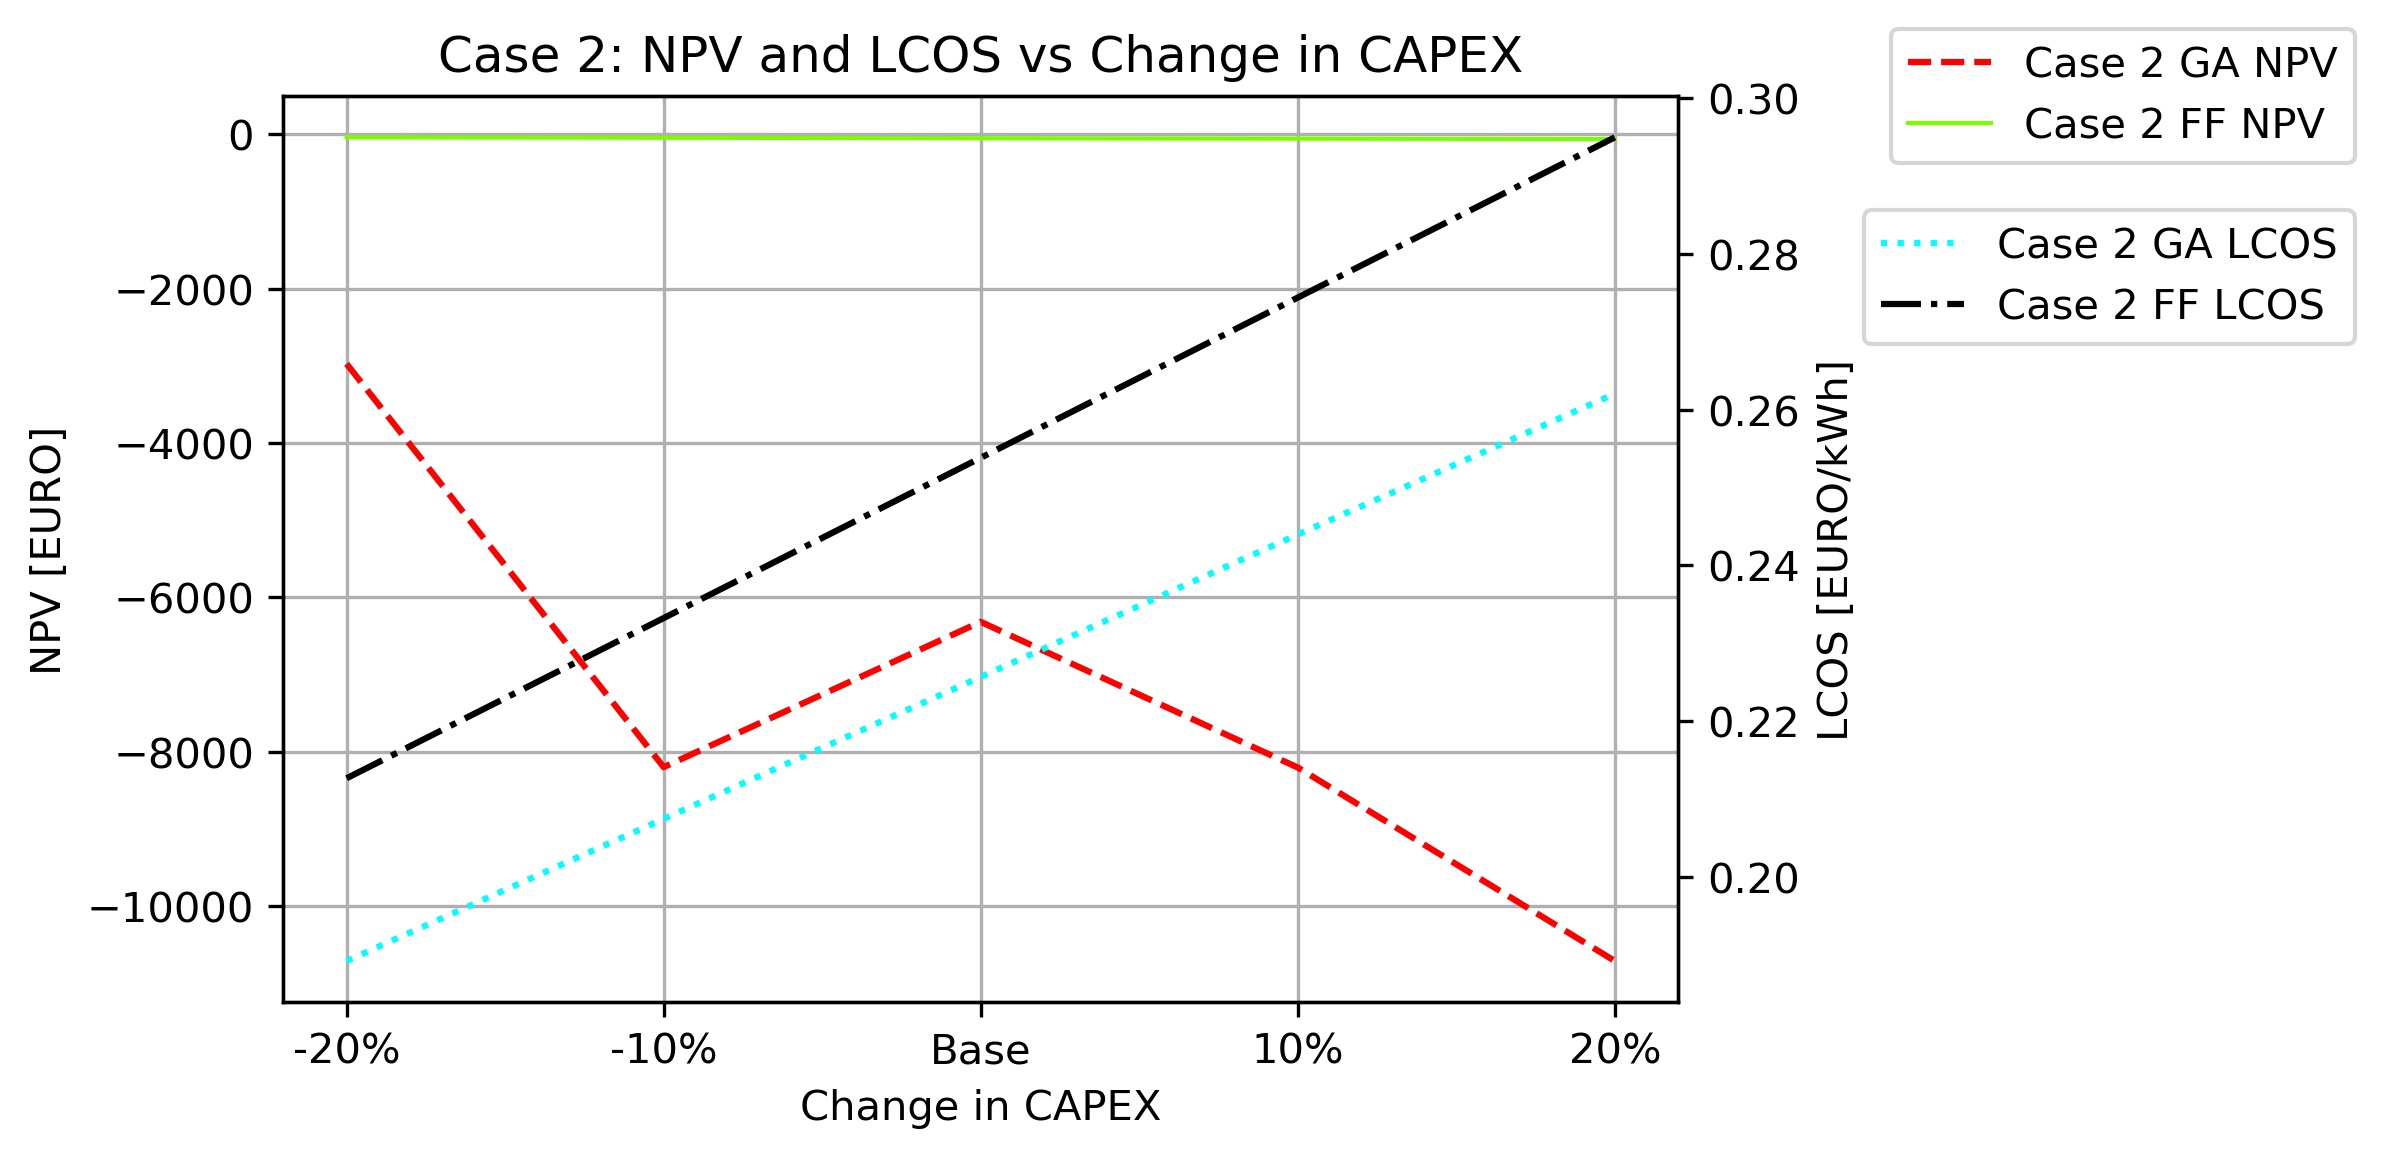 Case 2: NPV and LCOS vs Change in CAPEX
Case 2 GA NPV
Case 2 FF NPV
Case 2 GA LCOS
Case 2 FF LCOS
NPV [EURO]
0
−2000
−4000
−6000
−8000
−10000
0.30
0.28
0.26
0.24
0.22
0.20
LCOS [EURO/kWh]
-20%
-10%
Base
10%
20%
Change in CAPEX